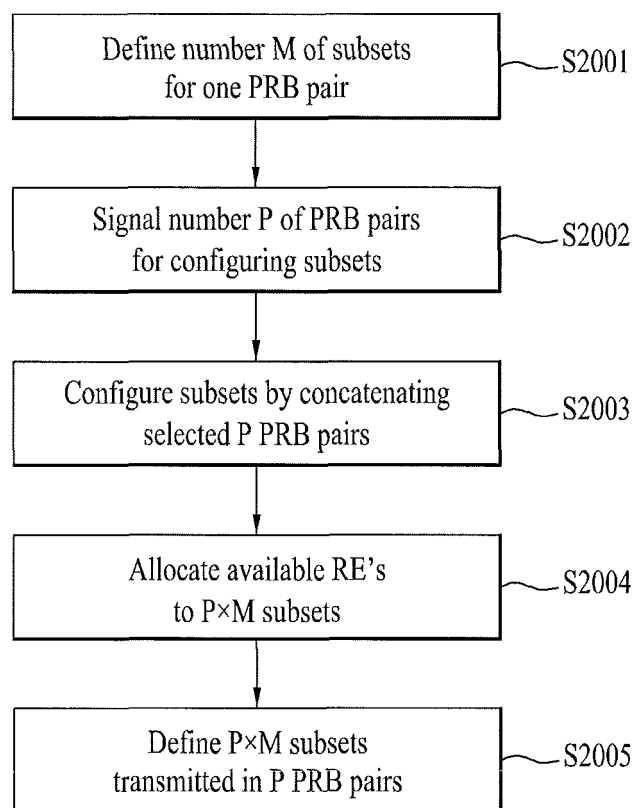 Define number M of subsets
for one PRB pair
S2001
Signal number P of PRB pairs
for configuring subsets
S2002
Configure subsets by concatenating
selected P PRB pairs
S2003
Allocate available RE's
to P×M subsets
S2004
Define P×M subsets
transmitted in P PRB pairs
S2005